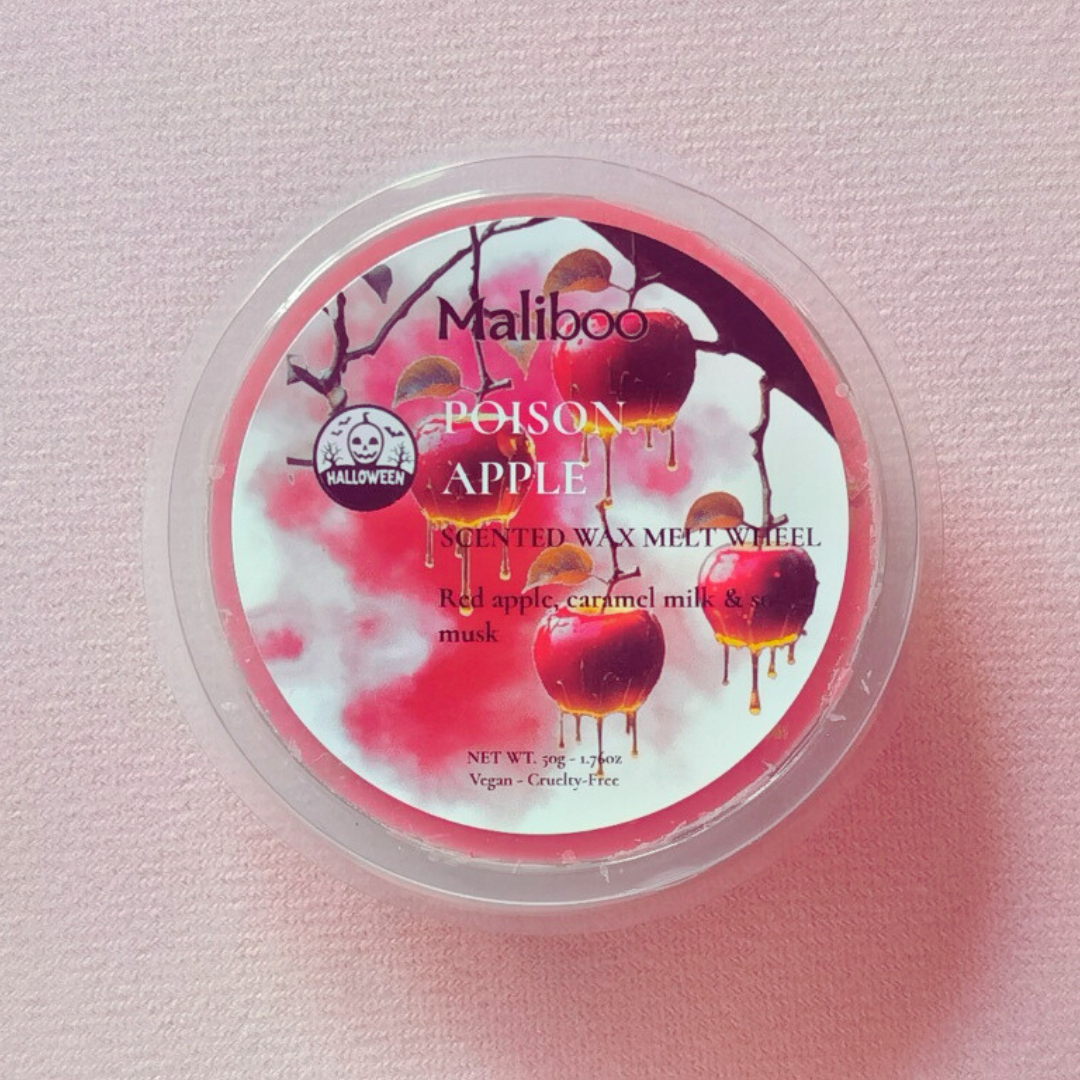 Maliboo
POISON
APPLE
HALLOWEEN
SCENTED WAX MELT WHEEL
Red apple, caramel milk &
musk
NET WT. 50g - 1.76oz
Vegan - Cruelty-Free